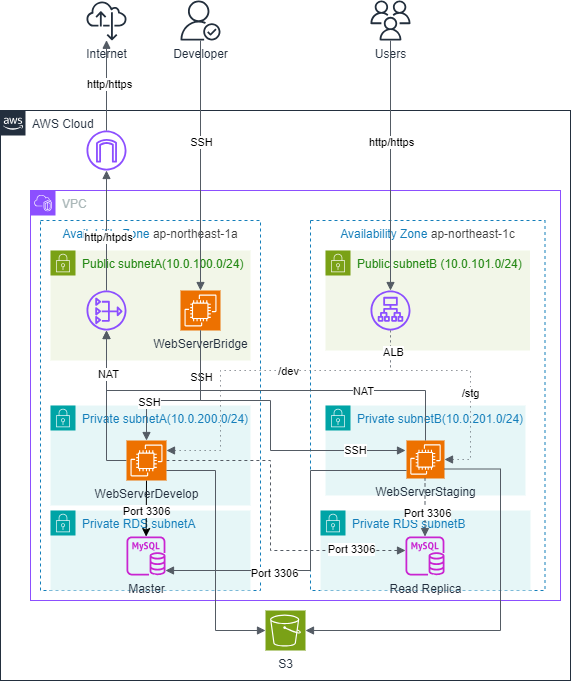 Internet
Developer
Users
http/https
aws
AWS Cloud
SSH
http/https
VPC
Availability Zone ap-northeast-1a
http/htpds
Availability Zone ap-northeast-1c
Public subnetA(10.0.100.0/24)
Public subnetB (10.0.101.0/24)
WebServerBridge
ALB
NAT
SSH
/dev
NAT
/stg
SSH
Private subnetA(10.0.200.0/24)
Private subnetB(10.0.201.0/24)
SSH
WebServerDevelop
WebServerStaging
Port 3306
Port 3306
Private RDS subnetA
Private RDS subnetB
MySQL
MySQL
Port 3306
Port 3306
Master
Read Replica
S3